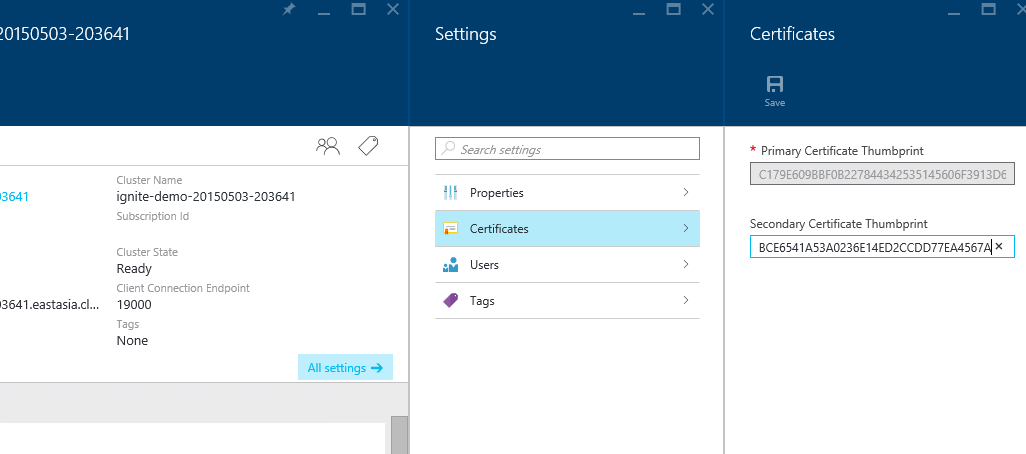 20150503-203641
Cluster Name
03641
ignite-demo-20150503-203641
Subscription Id
Cluster State
Ready
Client Connection Endpoint
03641.eastasia.cl...
19000
Tags
None
All settings
Settings
Search settings
Properties
Certificates
Users
Tags
Certificates
Save
* Primary Certificate Thumbprint
C179E609BBF0B227844342535145606F3913D6
Secondary Certificate Thumbprint
BCE6541A53A0236E14ED2CCDD77EA4567A